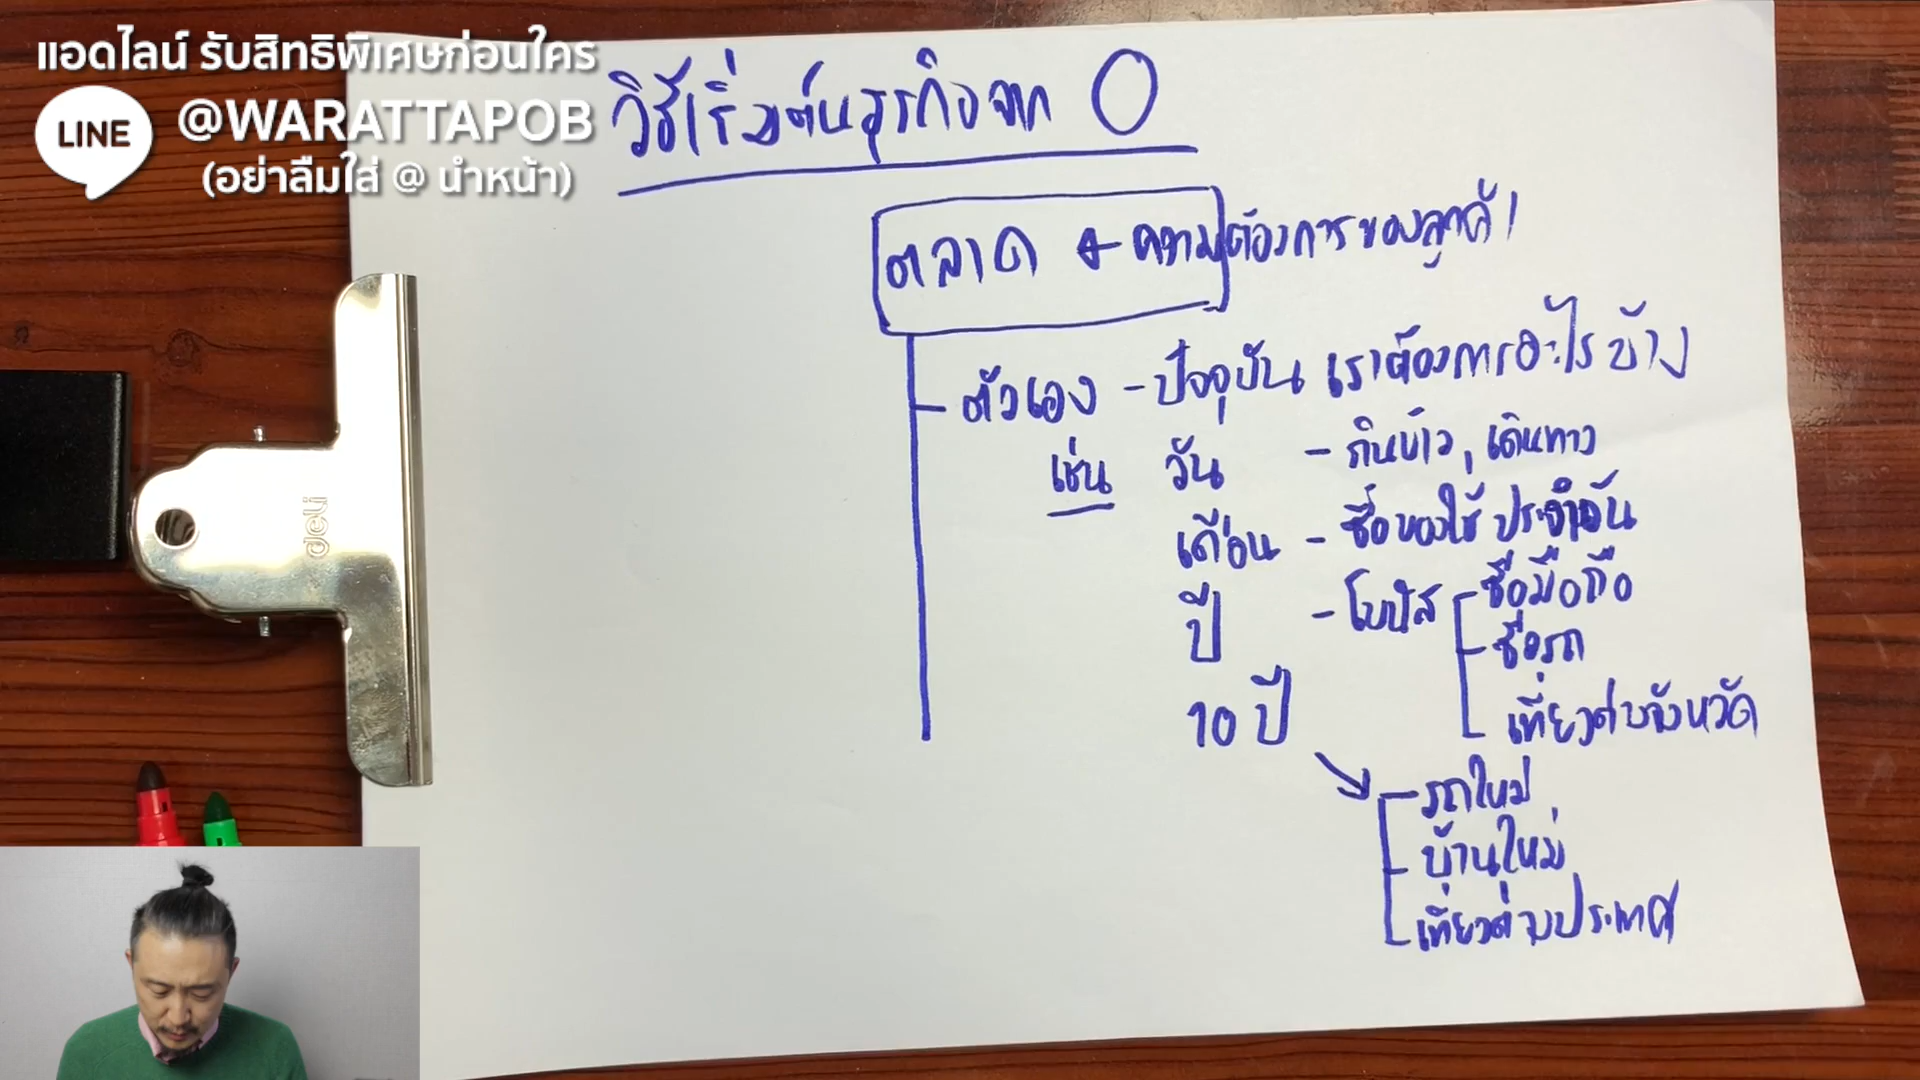 แอดไลน์ รับสิทธิพิเศษก่อนใคร
LINE @WARATTAPOB
(อย่าลืมใส่ @ นำหน้า)
วิธีเริ่มต้นธุรกิจจาก 0
ตลาด + ความต้องการของลูกค้า
ตัวเอง - ปัจจุบัน เราต้องการอะไรบ้าง
เช่น วัน - กินข้าว, เดินทาง
เดือน - ซื้อของใช้ ประจำวัน
ปี - โบนัส ซื้อมือถือ
ซื้อรถ
เที่ยวต่างจังหวัด
10 ปี
รถใหม่
บ้านใหม่
เที่ยวต่างประเทศ
deli